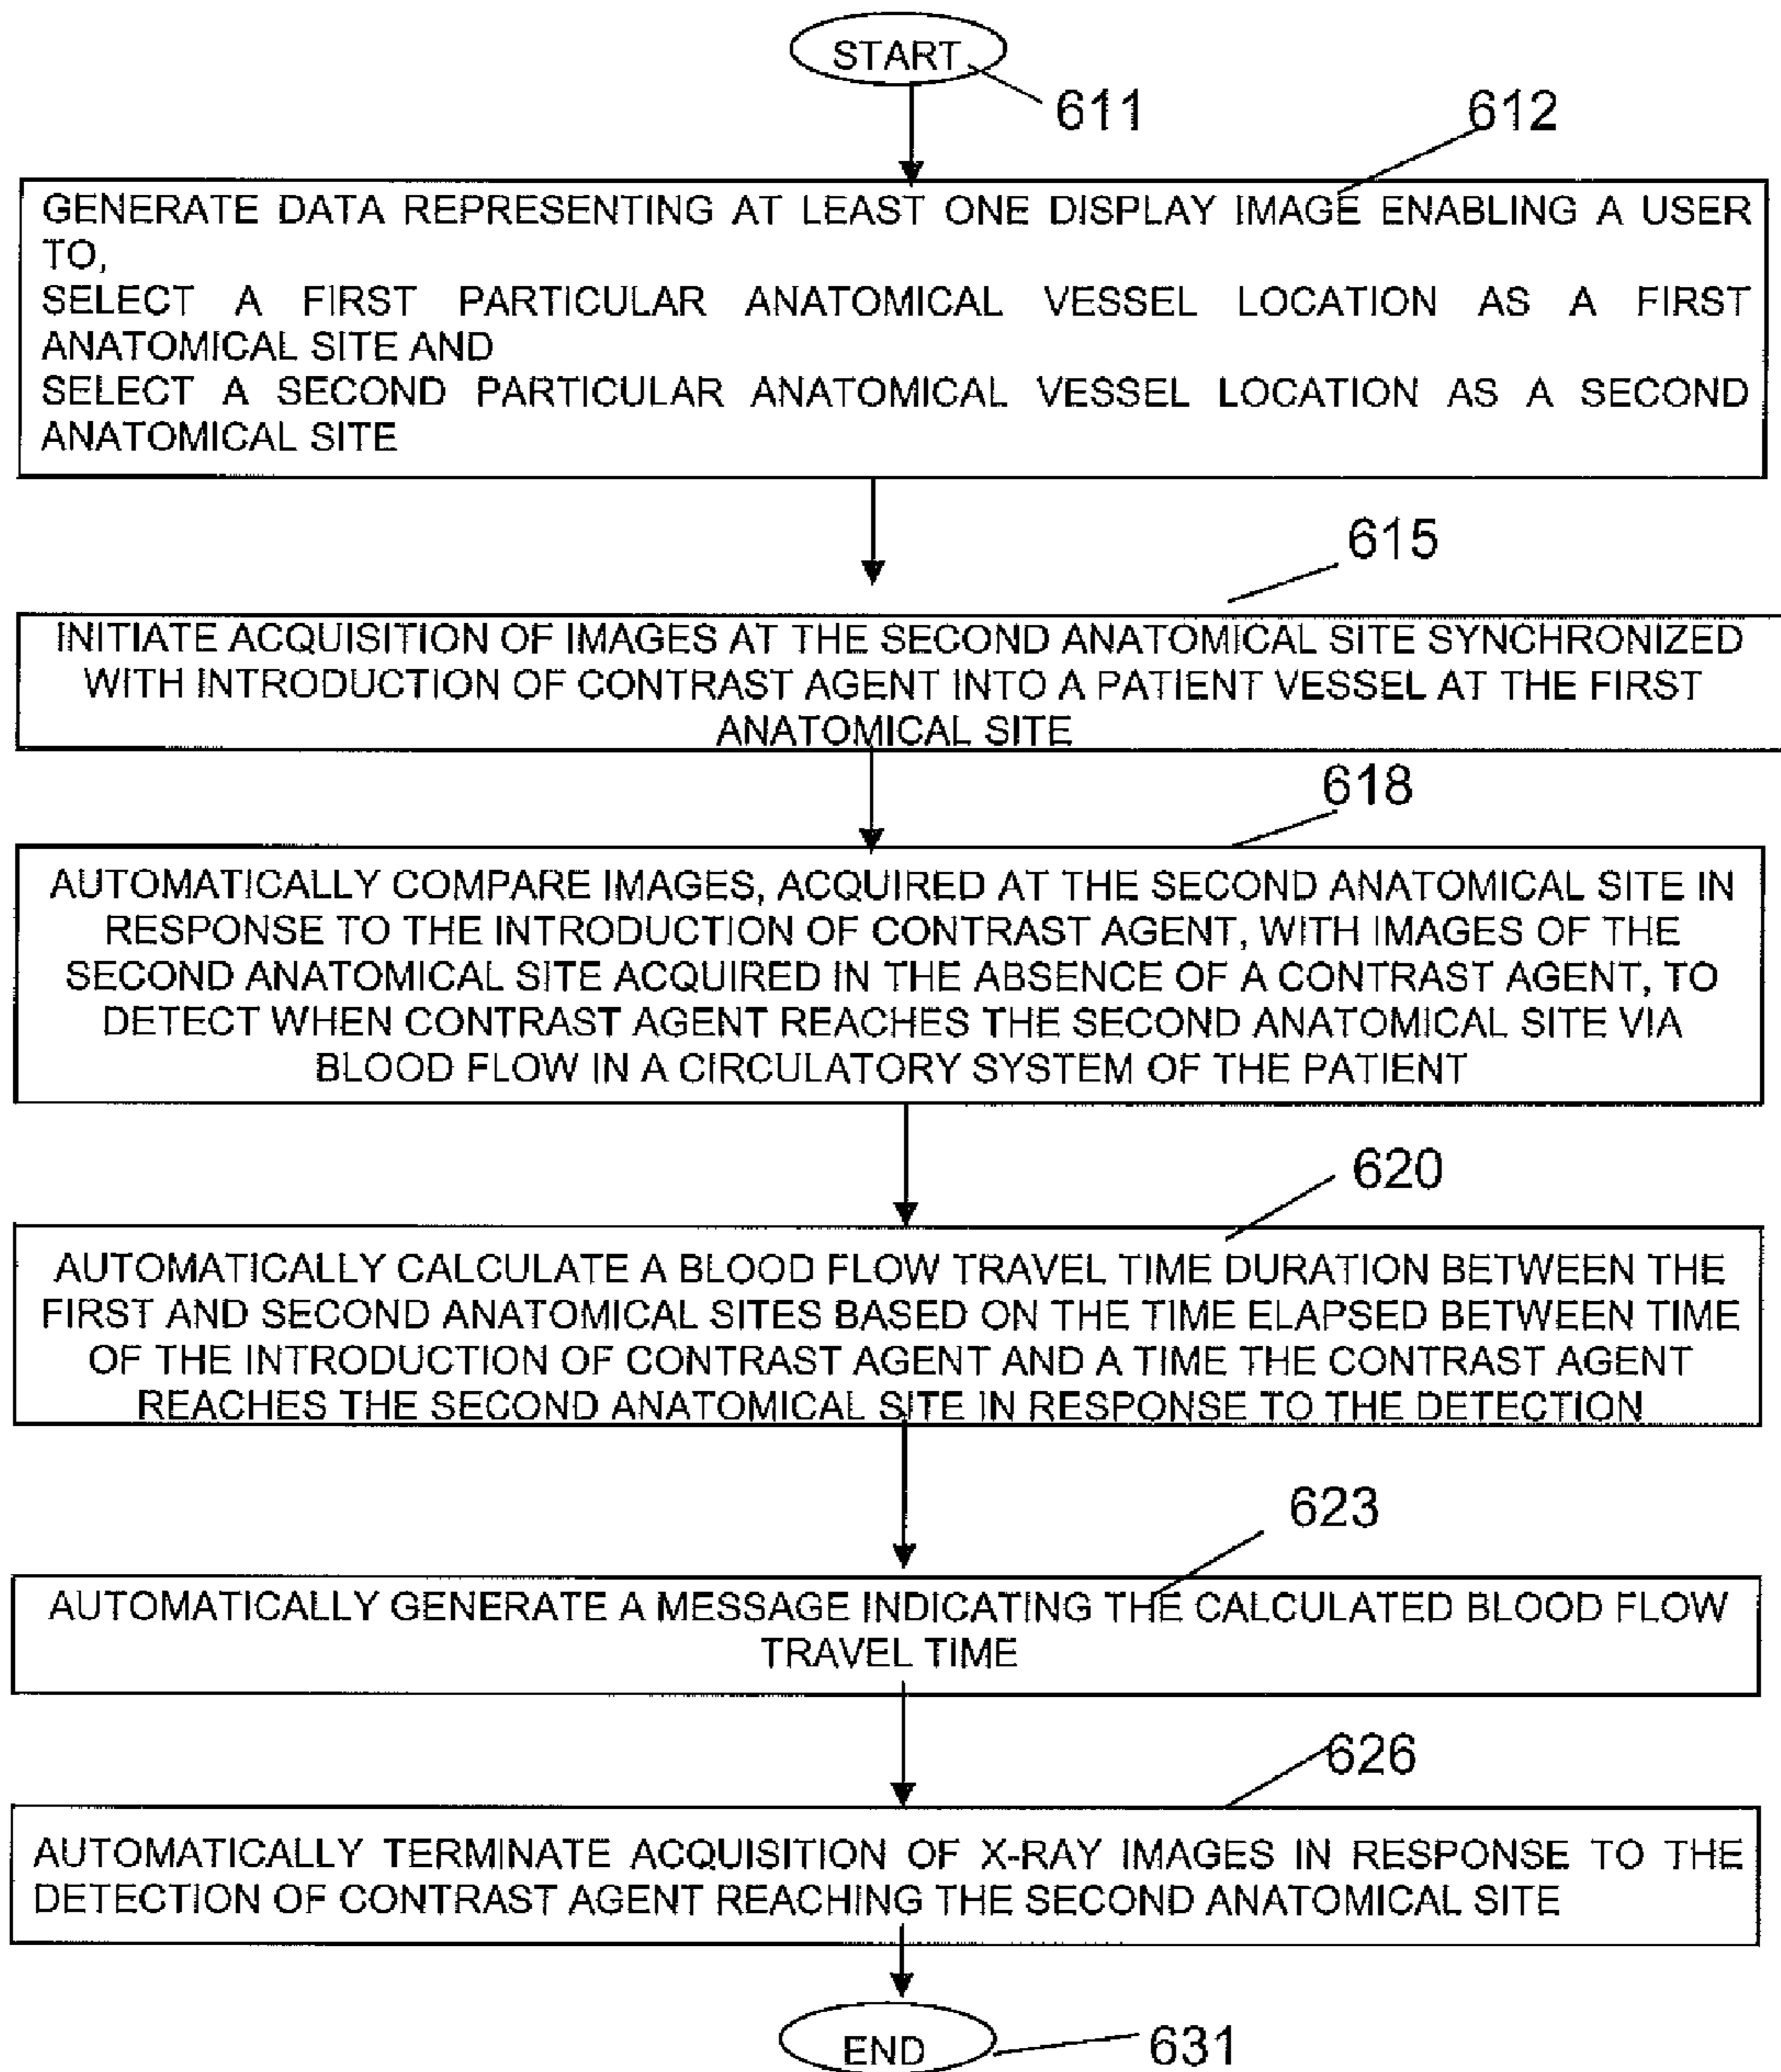 START
611
612
GENERATE DATA REPRESENTING AT LEAST ONE DISPLAY IMAGE ENABLING A USER
TO,
SELECT A FIRST PARTICULAR ANATOMICAL VESSEL LOCATION AS A FIRST
ANATOMICAL SITE AND
SELECT A SECOND PARTICULAR ANATOMICAL VESSEL LOCATION AS A SECOND
ANATOMICAL SITE
615
INITIATE ACQUISITION OF IMAGES AT THE SECOND ANATOMICAL SITE SYNCHRONIZED
WITH INTRODUCTION OF CONTRAST AGENT INTO A PATIENT VESSEL AT THE FIRST
ANATOMICAL SITE
618
AUTOMATICALLY COMPARE IMAGES, ACQUIRED AT THE SECOND ANATOMICAL SITE IN
RESPONSE TO THE INTRODUCTION OF CONTRAST AGENT, WITH IMAGES OF THE
SECOND ANATOMICAL SITE ACQUIRED IN THE ABSENCE OF A CONTRAST AGENT, TO
DETECT WHEN CONTRAST AGENT REACHES THE SECOND ANATOMICAL SITE VIA
BLOOD FLOW IN A CIRCULATORY SYSTEM OF THE PATIENT
620
AUTOMATICALLY CALCULATE A BLOOD FLOW TRAVEL TIME DURATION BETWEEN THE
FIRST AND SECOND ANATOMICAL SITES BASED ON THE TIME ELAPSED BETWEEN TIME
OF THE INTRODUCTION OF CONTRAST AGENT AND A TIME THE CONTRAST AGENT
REACHES THE SECOND ANATOMICAL SITE IN RESPONSE TO THE DETECTION
623
AUTOMATICALLY GENERATE A MESSAGE INDICATING THE CALCULATED BLOOD FLOW
TRAVEL TIME
626
AUTOMATICALLY TERMINATE ACQUISITION OF X-RAY IMAGES IN RESPONSE TO THE
DETECTION OF CONTRAST AGENT REACHING THE SECOND ANATOMICAL SITE
END
631